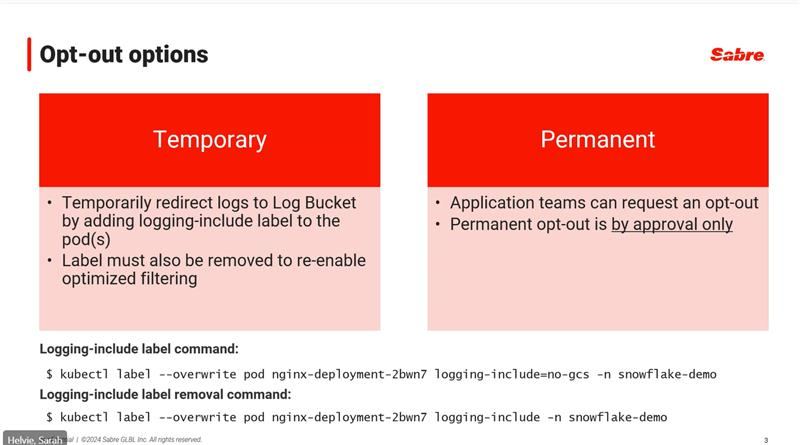 Opt-out options
Sabre
Temporary
• Temporarily redirect logs to Log Bucket
by adding logging-include label to the
pod(s)
• Label must also be removed to re-enable
optimized filtering
Permanent
• Application teams can request an opt-out
• Permanent opt-out is by approval only
Logging-include label command:
$ kubectl label --overwrite pod nginx-deployment-2bwn7 logging-include=no-gcs -n snowflake-demo
Logging-include label removal command:
$ kubectl label --overwrite pod nginx-deployment-2bwn7 logging-include -n snowflake-demo
Helvie, Sarah
| ©2024 Sabre GLBL Inc. All rights reserved.
3